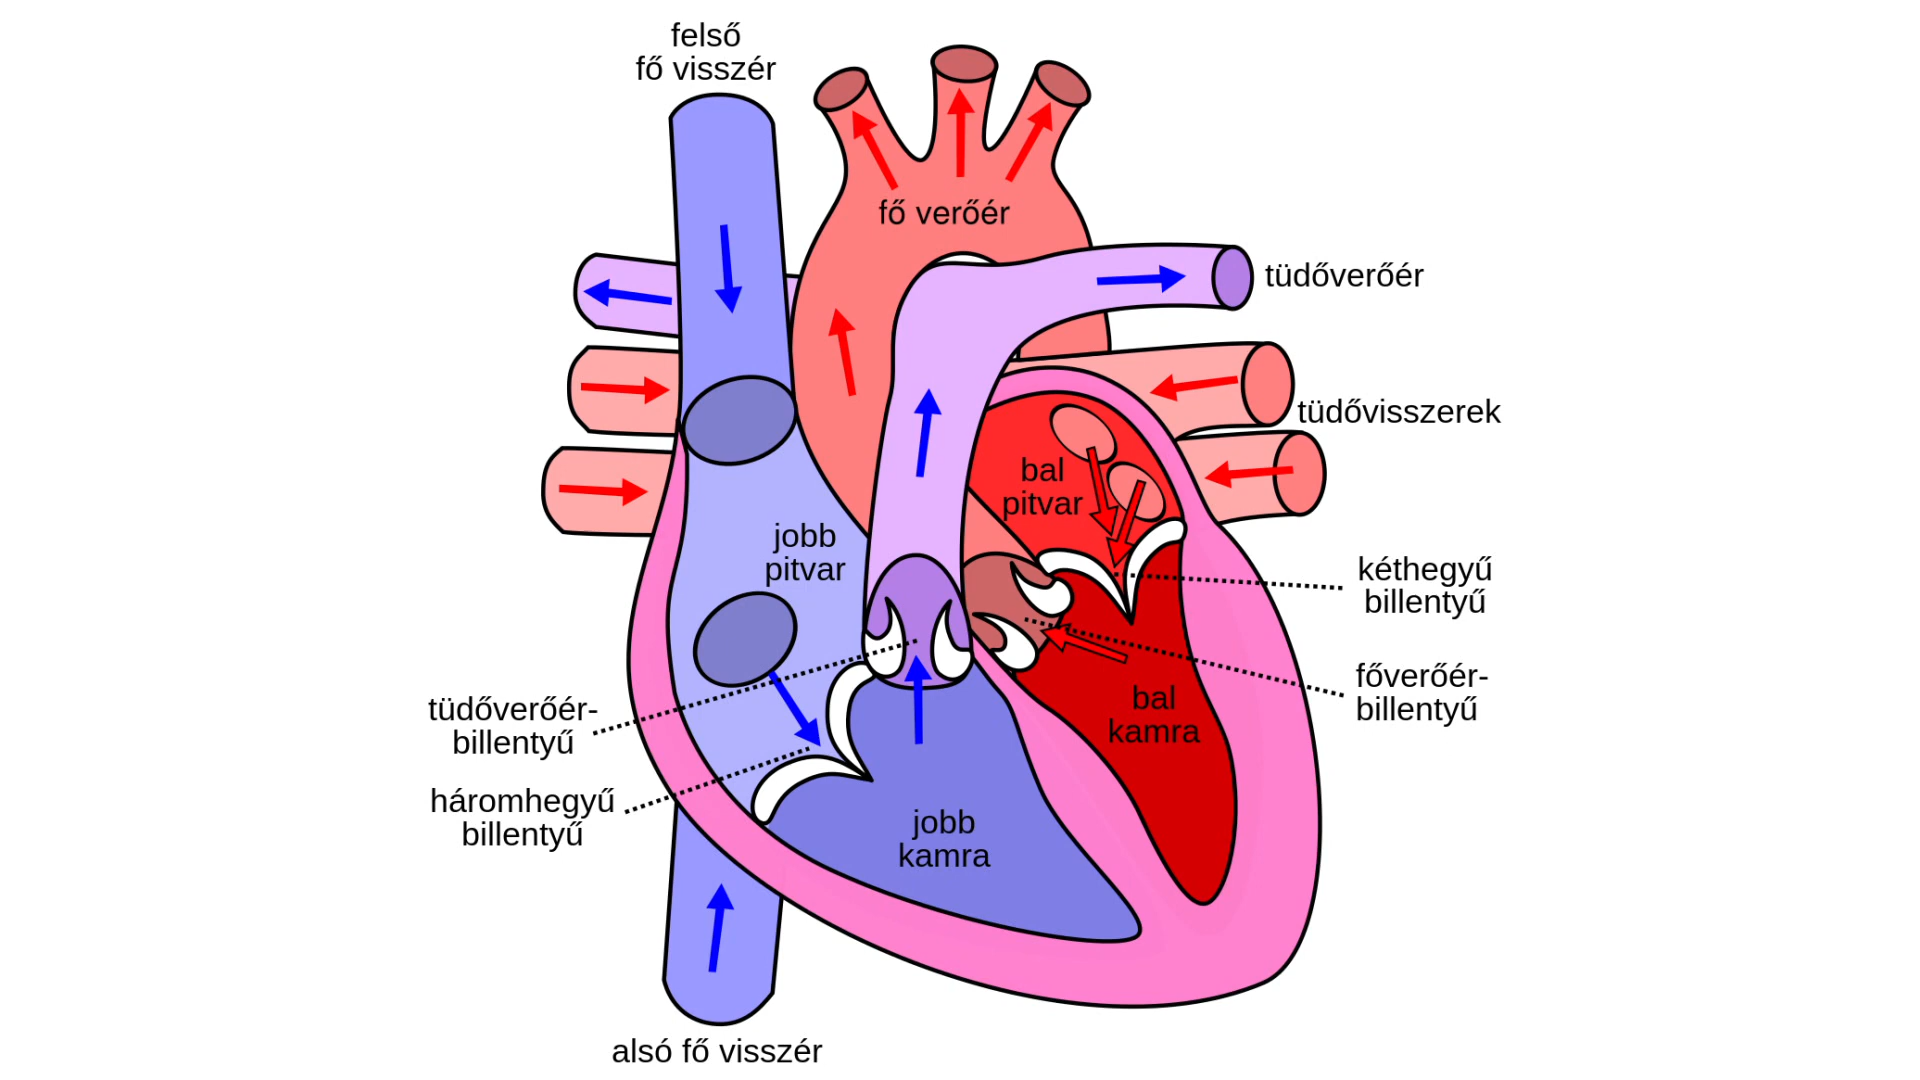 felső
fő visszér
fő verőér
tüdőverőér
tüdővisszerek
bal
pitvar
jobb
pitvar
kéthegyű
billentyű
főverőér-
billentyű
bal
kamra
tüdőverőér-
billentyű
háromhegyű
billentyű
jobb
kamra
alsó fő visszér